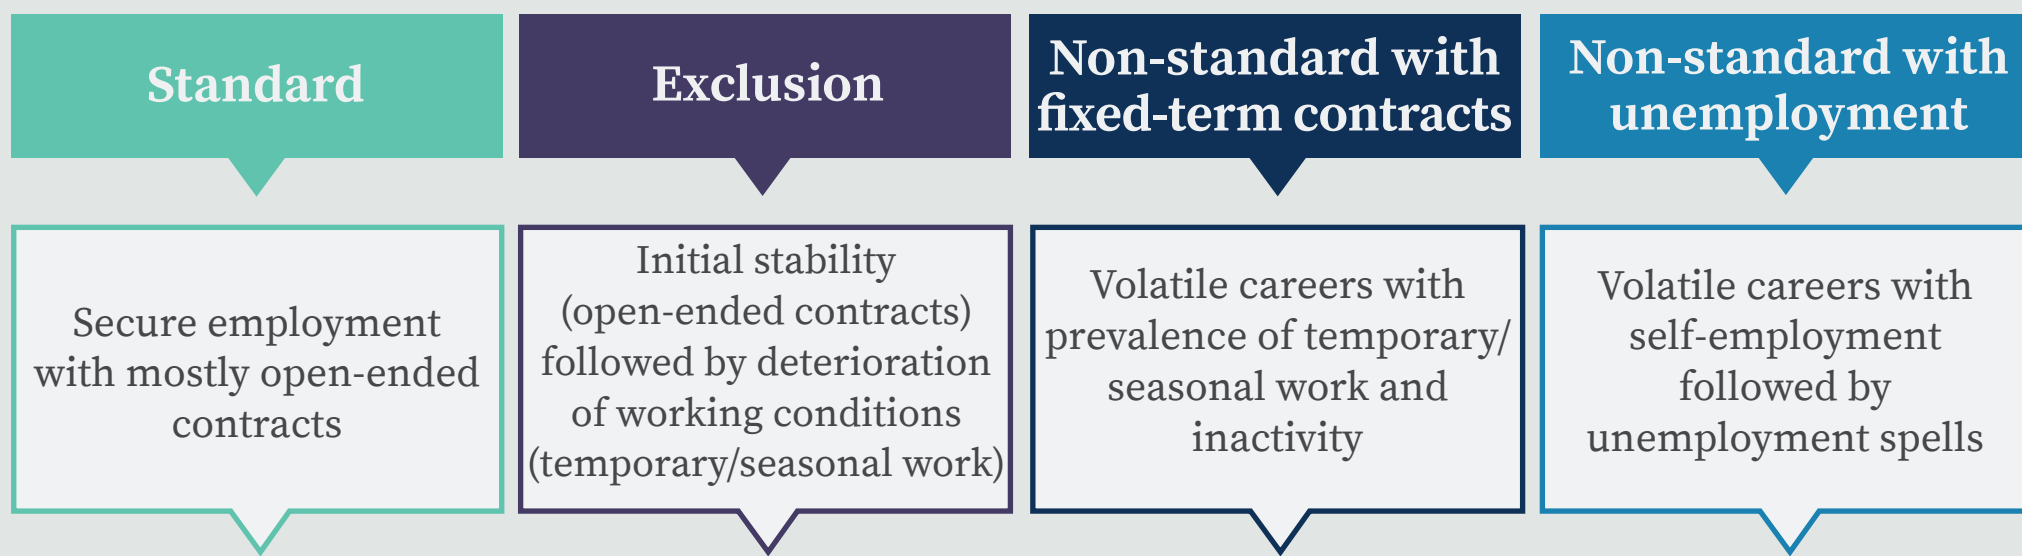 Standard
Exclusion
Non-standard with
fixed-term contracts
Non-standard with
unemployment
Secure employment
with mostly open-ended
contracts
Initial stability
(open-ended contracts)
followed by deterioration
of working conditions
(temporary/seasonal work)
Volatile careers with
prevalence of temporary/
seasonal work and
inactivity
Volatile careers with
self-employment
followed by
unemployment spells